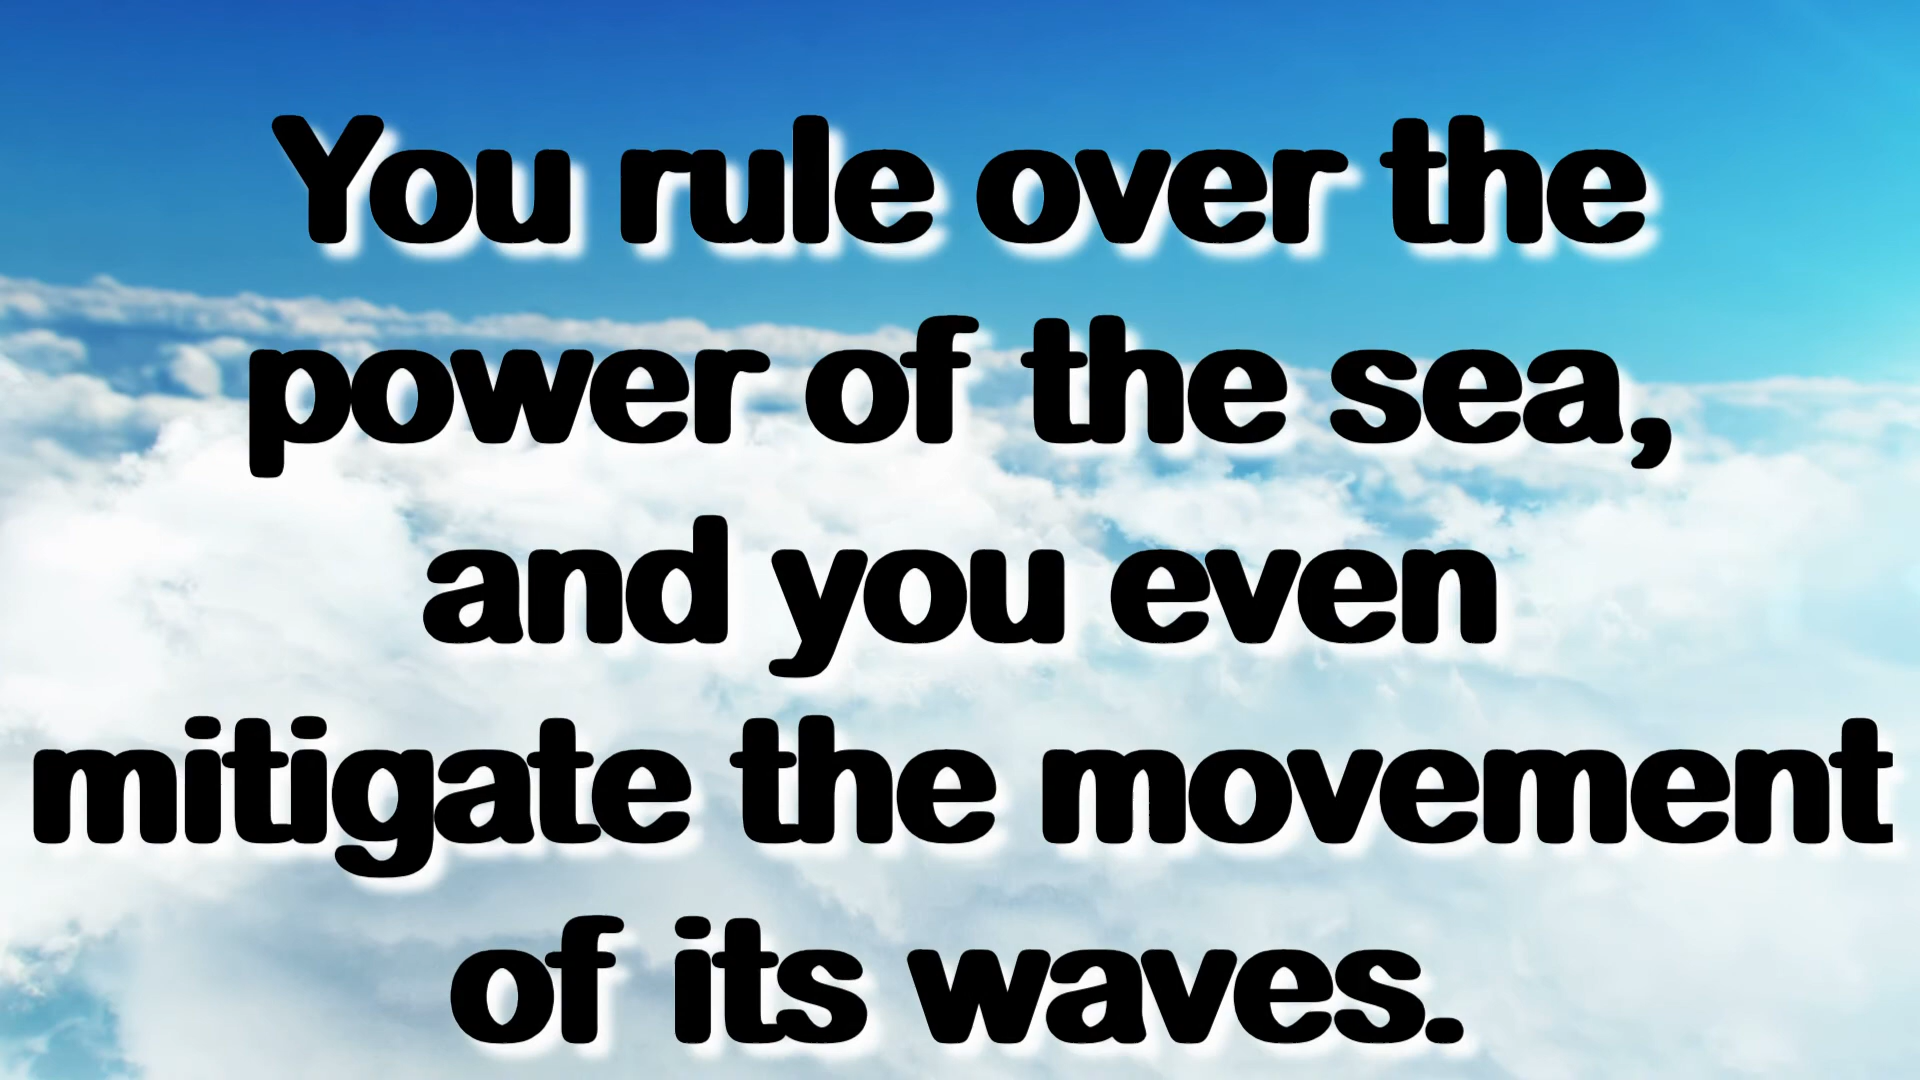 You rule over the
power of the sea,
and you even
mitigate the movement
of its waves.